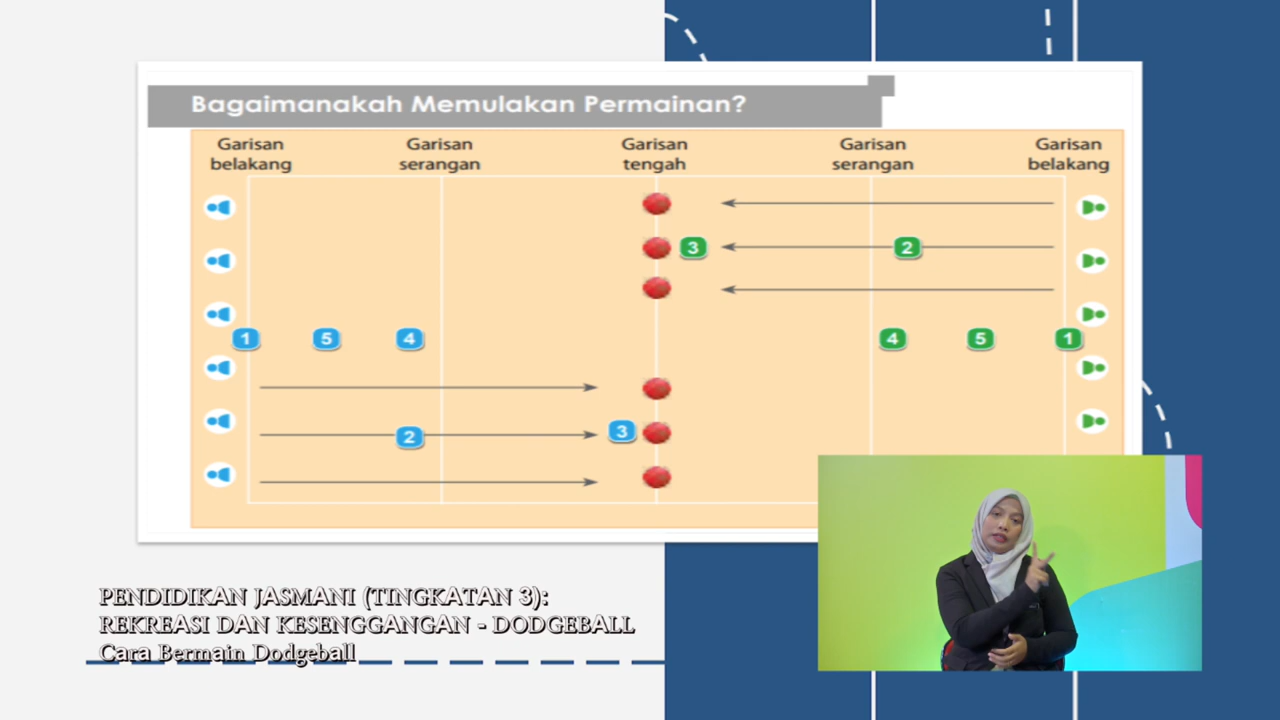 Bagaimanakah Memulakan Permainan?
Garisan belakang
Garisan serangan
Garisan tengah
Garisan serangan
Garisan belakang
3 2
1 5 4 4 5 1
2 3
PENDIDIKAN JASMANI (TINGKATAN 3):
REKREASI DAN KESENGGANGAN - DODGEBALL
Cara Bermain Dodgeball